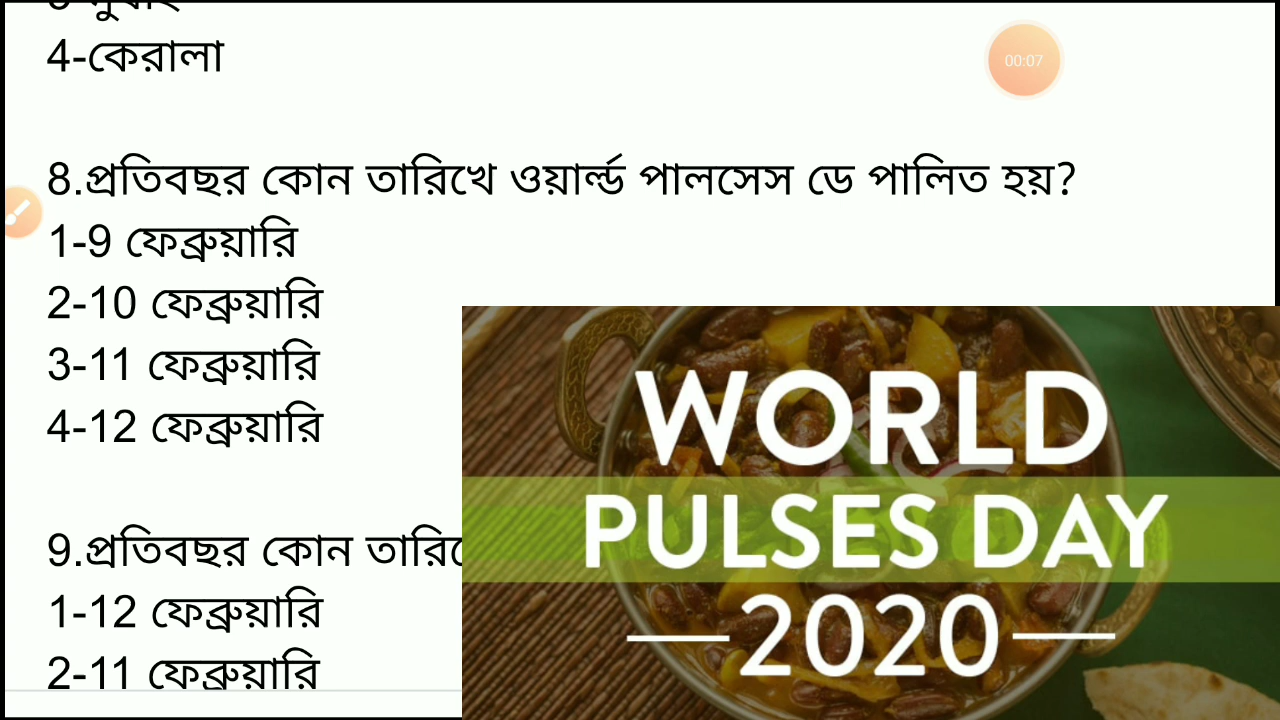 4-কেরালা
00:07
8.প্রতিবছর কোন তারিখে ওয়ার্ল্ড পালসেস ডে পালিত হয়?
1-9 ফেব্রুয়ারি
2-10 ফেব্রুয়ারি
3-11 ফেব্রুয়ারি
4-12 ফেব্রুয়ারি
9.প্রতিবছর কোন
1-12 ফেব্রুয়ারি
2-11 ফেব্রুয়ারি
WORLD
PULSES DAY
2020